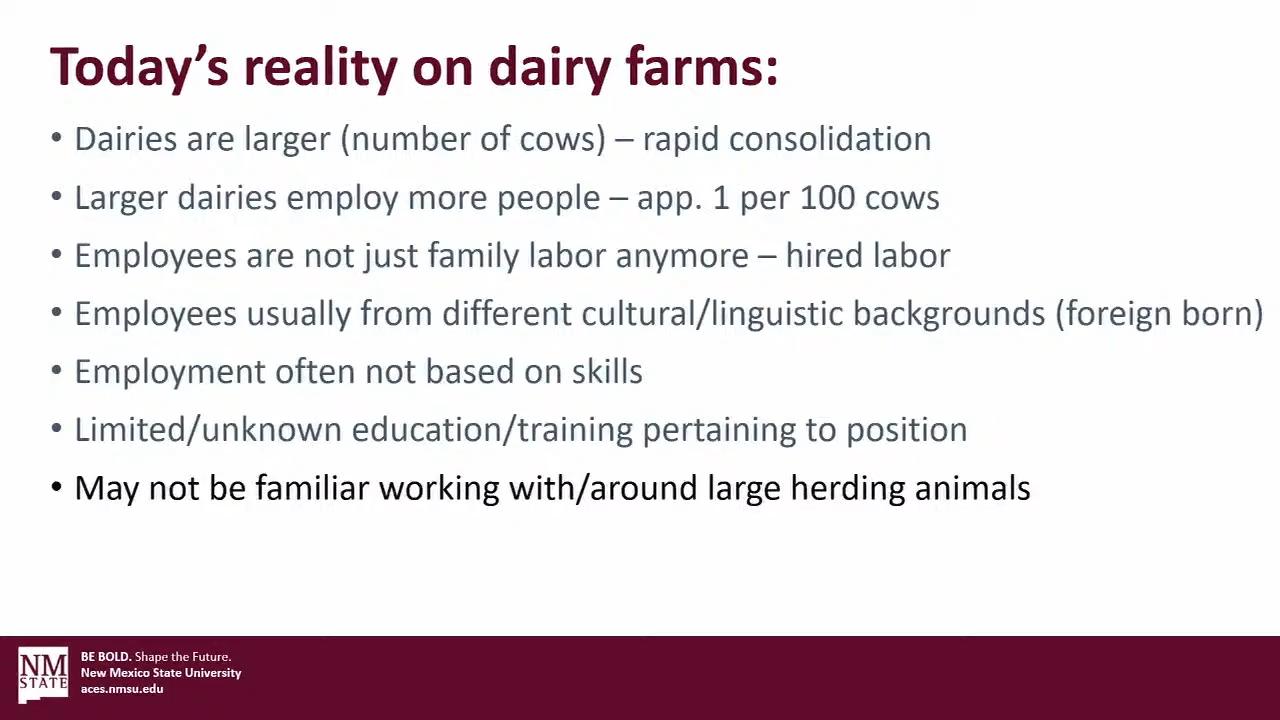 Today’s reality on dairy farms:
• Dairies are larger (number of cows) – rapid consolidation
• Larger dairies employ more people – app. 1 per 100 cows
• Employees are not just family labor anymore – hired labor
• Employees usually from different cultural/linguistic backgrounds (foreign born)
• Employment often not based on skills
• Limited/unknown education/training pertaining to position
• May not be familiar working with/around large herding animals
NM
STATE
BE BOLD. Shape the Future.
New Mexico State University
aces.nmsu.edu